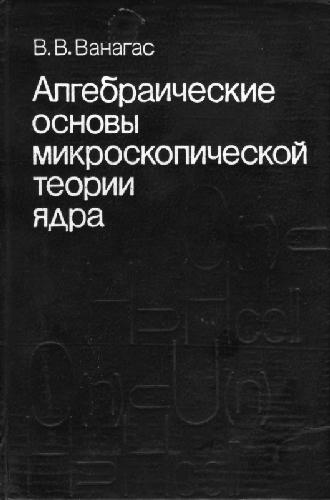 В. В. Ванагас
Алгебраические
основы
микроскопической
теории
ядра